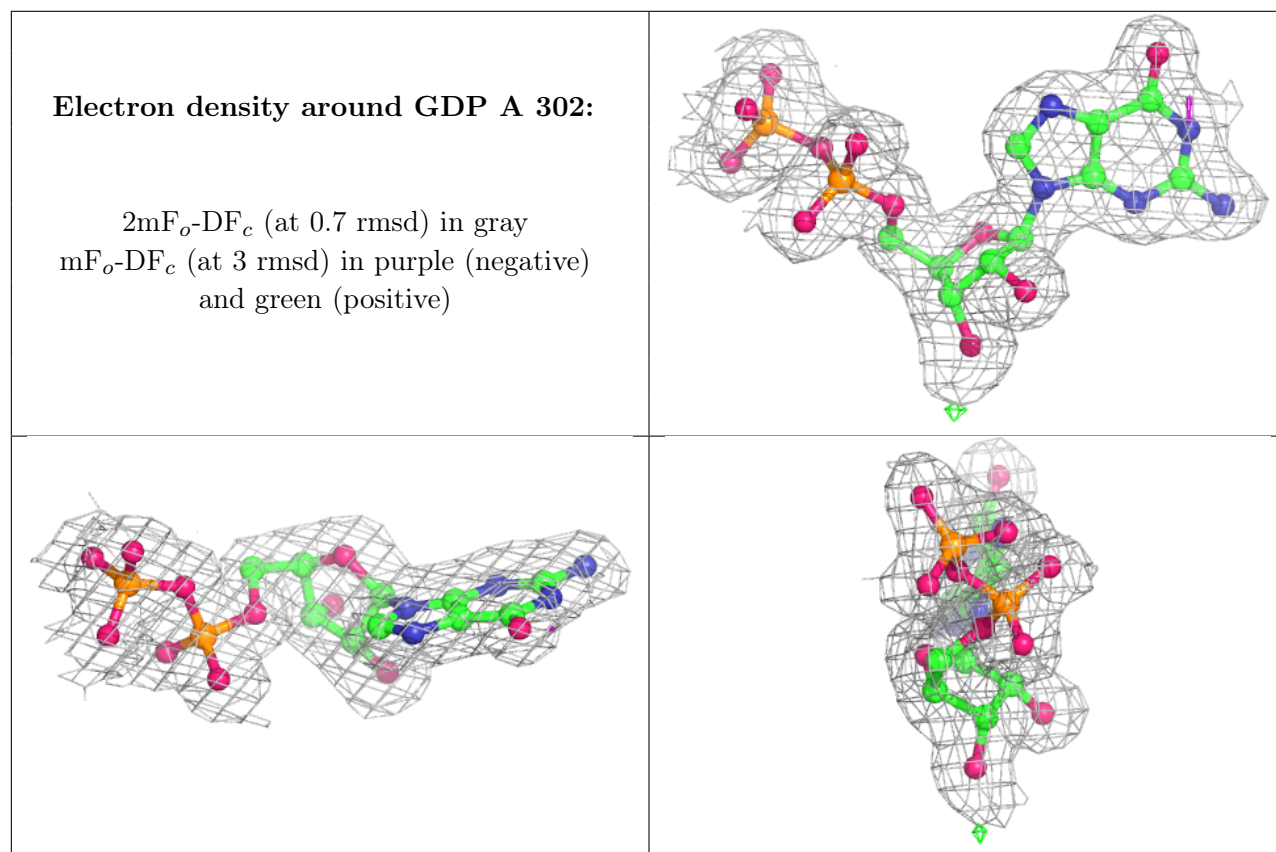 Electron density around GDP A 302:
2mFo-DFc (at 0.7 rmsd) in gray
mFo-DFc (at 3 rmsd) in purple (negative)
and green (positive)